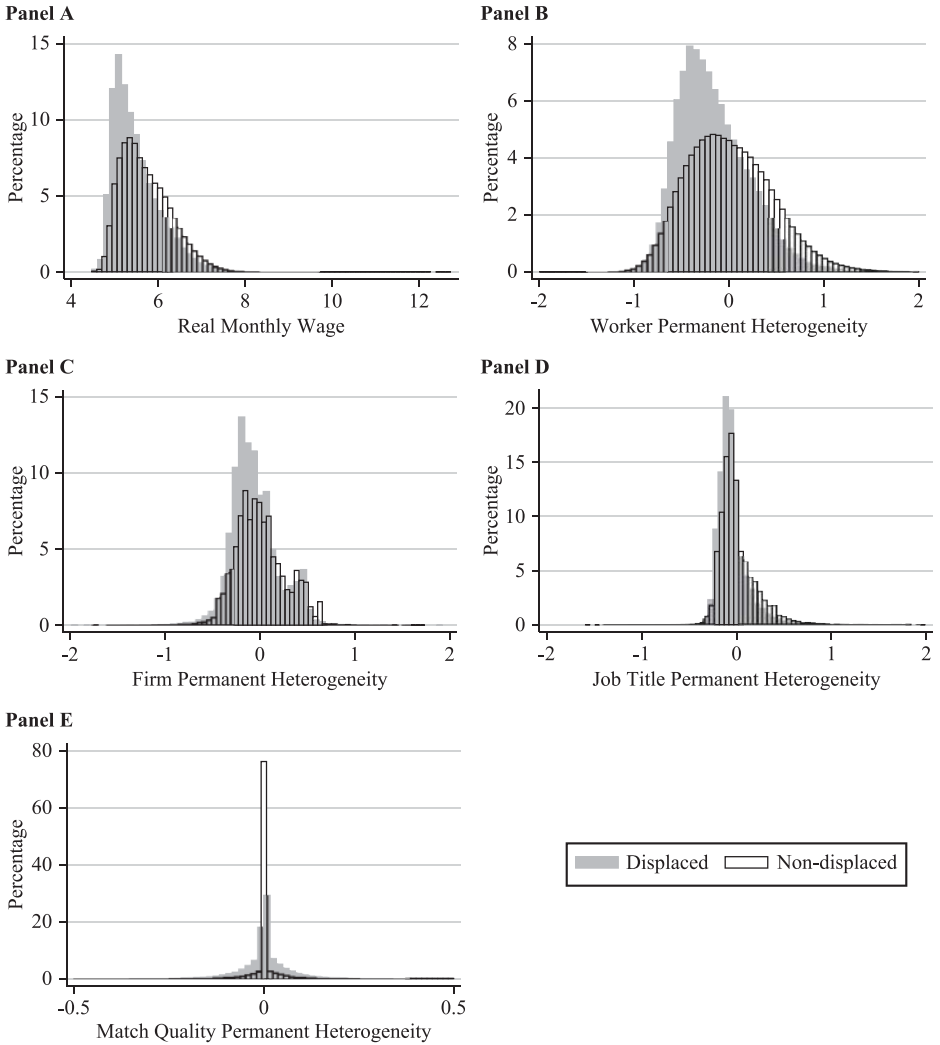 Panel A
15
10
5
0
Percentage
4 6 8 10 12
Real Monthly Wage
Panel B
8
6
4
2
0
Percentage
-2 -1 0 1 2
Worker Permanent Heterogeneity
Panel C
15
10
5
0
Percentage
-2 -1 0 1 2
Firm Permanent Heterogeneity
Panel D
20
15
10
5
0
Percentage
-2 -1 0 1 2
Job Title Permanent Heterogeneity
Panel E
80
60
40
20
0
Percentage
-0.5 0 0.5
Match Quality Permanent Heterogeneity
Displaced Non-displaced